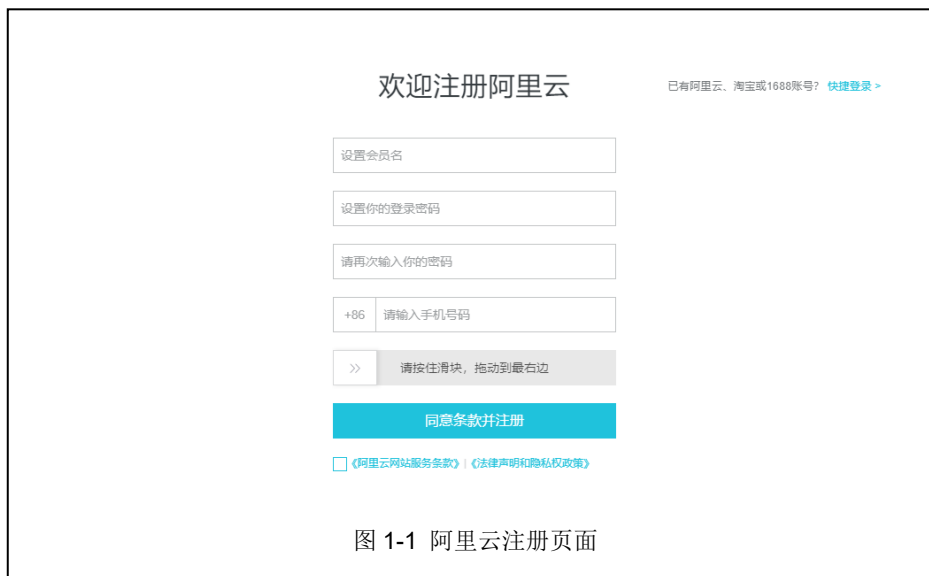 欢迎注册阿里云
已有阿里云、淘宝或1688账号? 快捷登录 >
设置会员名
设置你的登录密码
请再次输入你的密码
+86 请输入手机号码
>> 请按住滑块，拖动到最右边
同意条款并注册
《阿里云网站服务条款》 | 《法律声明和隐私权政策》
图 1-1 阿里云注册页面